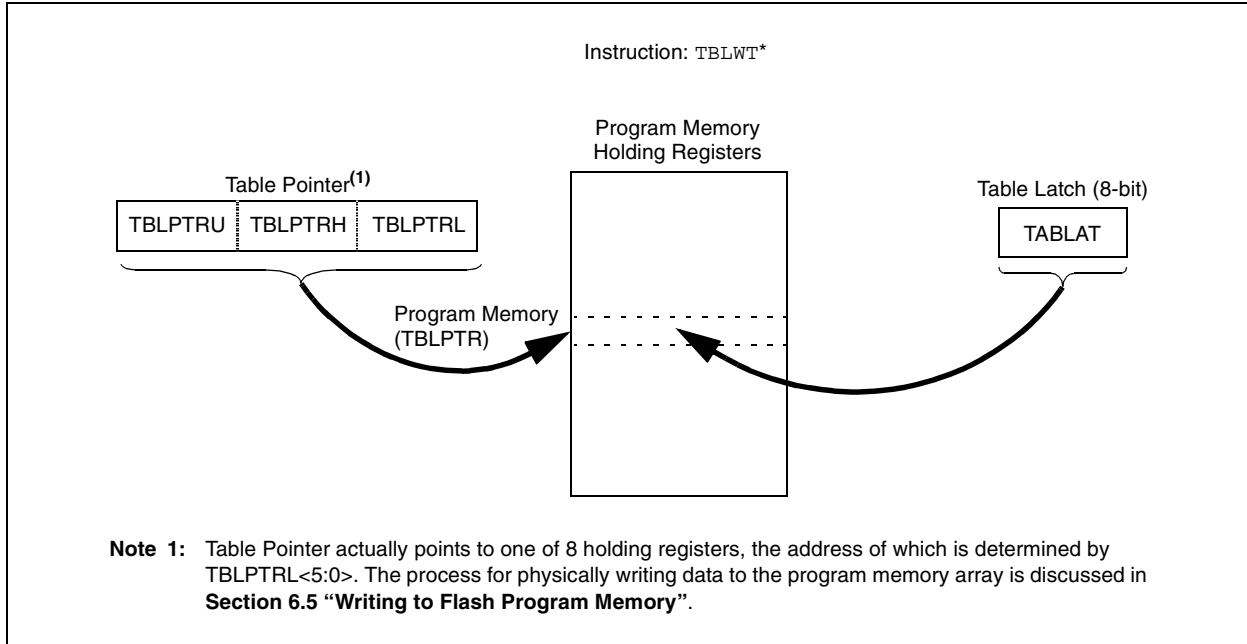 Instruction: TBLWT*
Program Memory
Holding Registers
Table Pointer(1)
Table Latch (8-bit)
TBLPTRU TBLPTRH TBLPTRL
TABLAT
Program Memory
(TBLPTR)
Note 1: Table Pointer actually points to one of 8 holding registers, the address of which is determined by
TBLPTRL<5:0>. The process for physically writing data to the program memory array is discussed in
Section 6.5 “Writing to Flash Program Memory”.